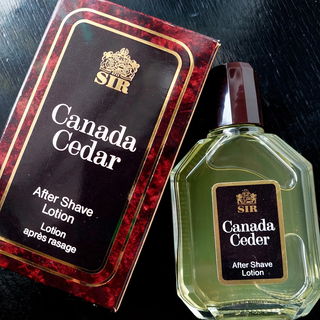 SIR
Canada
Cedar
After Shave
Lotion
Lotion
après rasage
SIR
Canada
Ceder
After Shave
Lotion